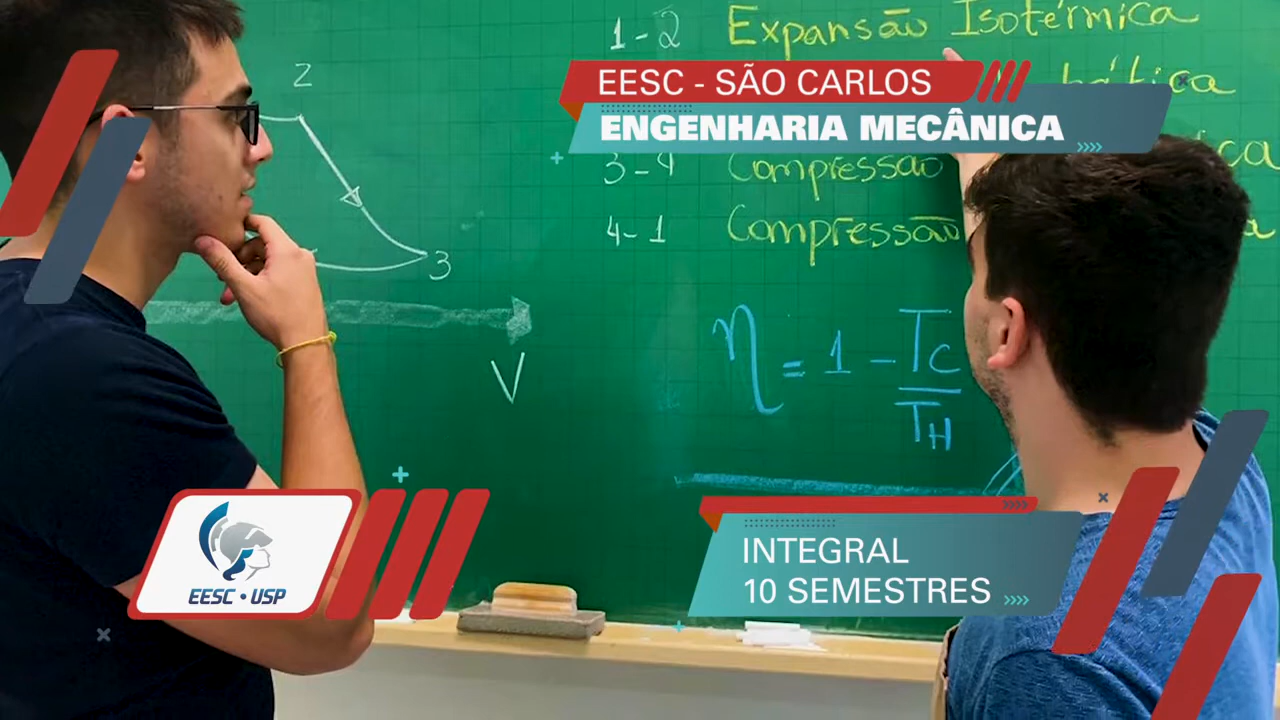 2
3
V
1-2 Expansão Isotérmica
EESC - SÃO CARLOS
ENGENHARIA MECÂNICA
3-4 Compressão
4-1 Compressão
η = 1 - Tc
TH
EESC • USP
INTEGRAL
10 SEMESTRES